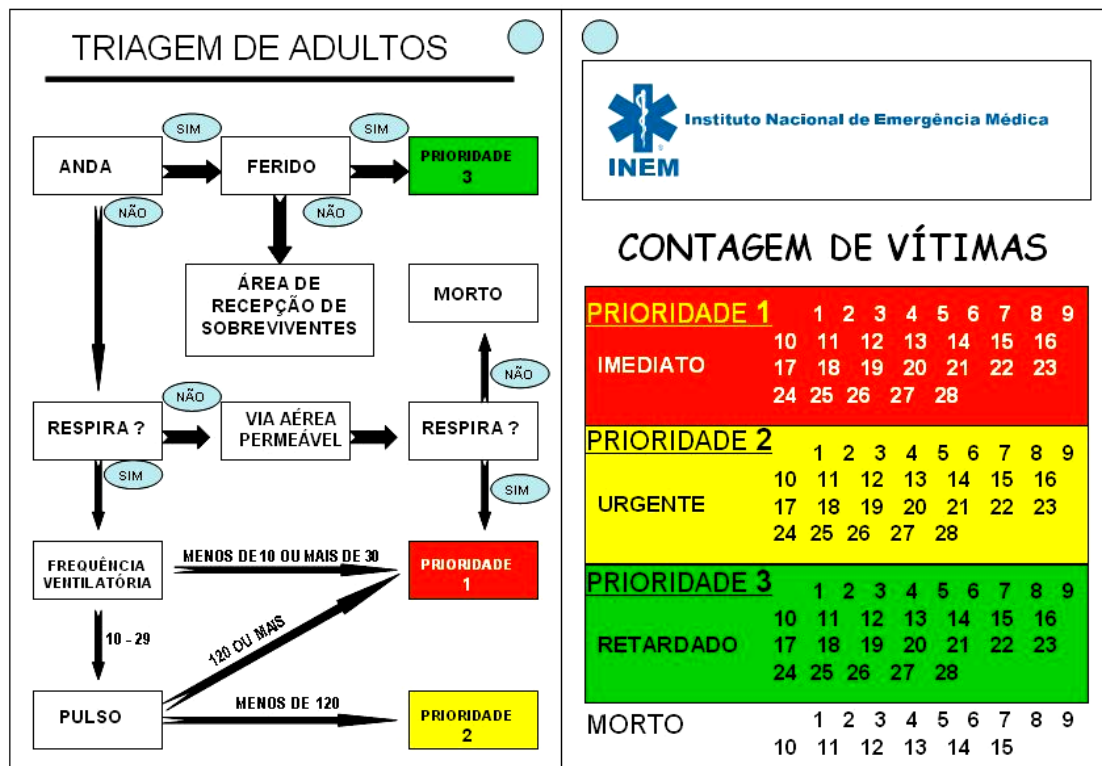 TRIAGEM DE ADULTOS
SIM
SIM
ANDA
FERIDO
PRIORIDADE
3
NÃO
NÃO
ÁREA DE
RECEPÇÃO DE
SOBREVIVENTES
MORTO
NÃO
NÃO
RESPIRA ?
VIA AÉREA
PERMEÁVEL
RESPIRA ?
SIM
SIM
FREQUÊNCIA
VENTILATÓRIA
MENOS DE 10 OU MAIS DE 30
PRIORIDADE
1
10 - 29
120 OU MAIS
PULSO
MENOS DE 120
PRIORIDADE
2
Instituto Nacional de Emergência Médica
INEM
CONTAGEM DE VÍTIMAS
PRIORIDADE 1 1 2 3 4 5 6 7 8 9
10 11 12 13 14 15 16
IMEDIATO 17 18 19 20 21 22 23
24 25 26 27 28
PRIORIDADE 2 1 2 3 4 5 6 7 8 9
10 11 12 13 14 15 16
URGENTE 17 18 19 20 21 22 23
24 25 26 27 28
PRIORIDADE 3 1 2 3 4 5 6 7 8 9
10 11 12 13 14 15 16
RETARDADO 17 18 19 20 21 22 23
24 25 26 27 28
MORTO 1 2 3 4 5 6 7 8 9
10 11 12 13 14 15